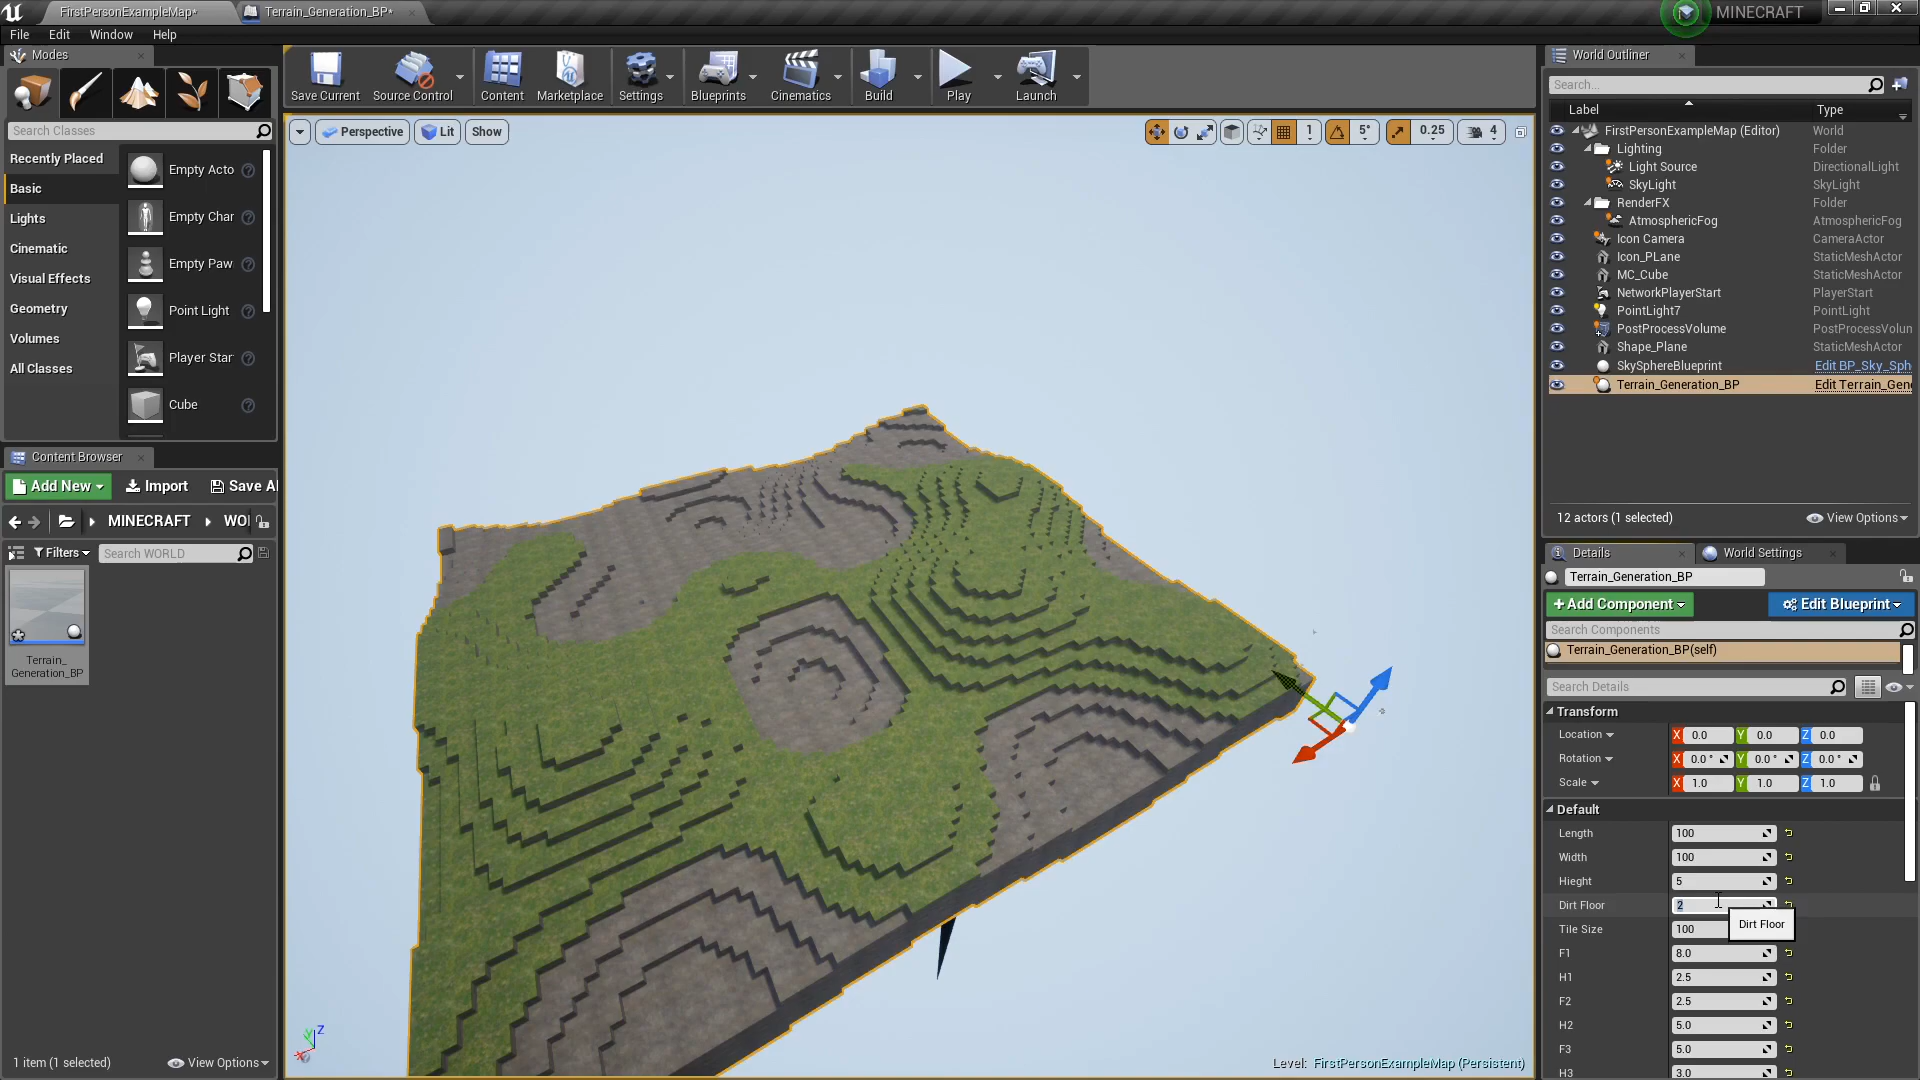 FirstPersonExampleMap*
Terrain_Generation_BP*
MINECRAFT
File Edit Window Help
Modes
Search Classes
Recently Placed
Basic
Lights
Cinematic
Visual Effects
Geometry
Volumes
All Classes
Empty Acto
Empty Char
Empty Paw
Point Light
Player Star
Cube
Save Current
Source Control
Content
Marketplace
Settings
Blueprints
Cinematics
Build
Play
Launch
Perspective
Lit
Show
1
5°
0.25
4
Content Browser
Add New
Import
Save Al
MINECRAFT
WO
Filters
Search WORLD
Terrain_
Generation_BP
1 item (1 selected)
View Options
Z
Y
X
Level: FirstPersonExampleMap (Persistent)
World Outliner
Search...
Label Type
FirstPersonExampleMap (Editor) World
Lighting Folder
Light Source DirectionalLight
SkyLight SkyLight
RenderFX Folder
AtmosphericFog AtmosphericFog
Icon Camera CameraActor
Icon_PLane StaticMeshActor
MC_Cube StaticMeshActor
NetworkPlayerStart PlayerStart
PointLight7 PointLight
PostProcessVolume PostProcessVolun
Shape_Plane StaticMeshActor
SkySphereBlueprint Edit BP_Sky_Sph
Terrain_Generation_BP Edit Terrain_Gene
12 actors (1 selected)
View Options
Details
World Settings
Terrain_Generation_BP
+Add Component
Edit Blueprint
Search Components
Terrain_Generation_BP(self)
Search Details
Transform
Location X 0.0 Y 0.0 Z 0.0
Rotation X 0.0 ° Y 0.0 ° Z 0.0 °
Scale X 1.0 Y 1.0 Z 1.0
Default
Length 100
Width 100
Hieght 5
Dirt Floor 2
Dirt Floor
Tile Size 100
F1 8.0
H1 2.5
F2 2.5
H2 5.0
F3 5.0
H3 3.0